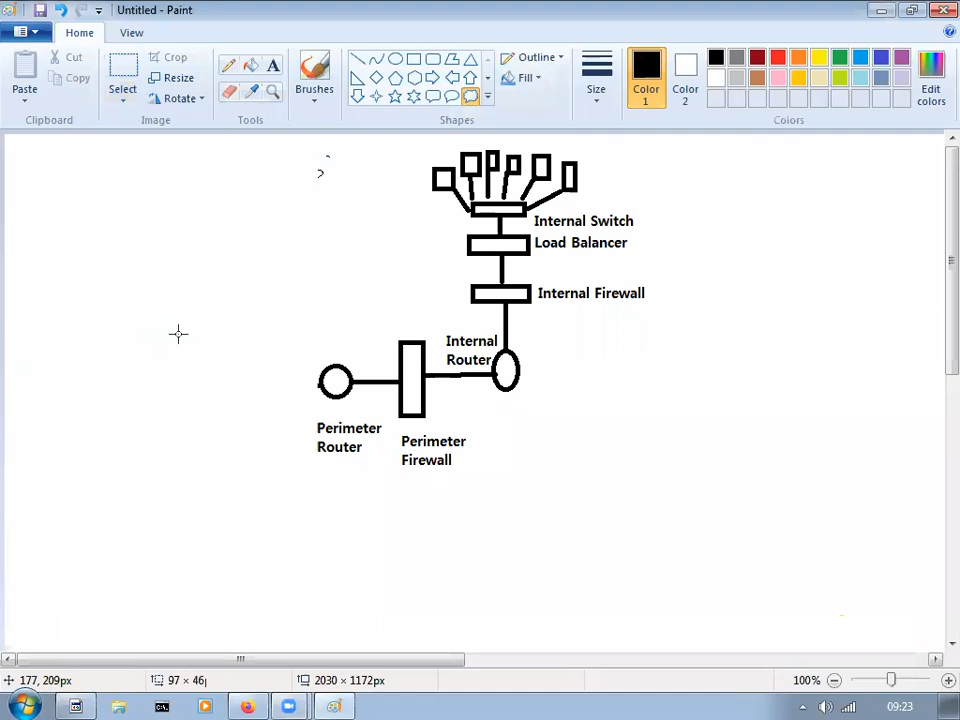 Untitled - Paint
Home
View
Paste
Cut
Copy
Clipboard
Select
Crop
Resize
Rotate
Image
A
Tools
Brushes
Shapes
Outline
Fill
Size
Color 1
Color 2
Edit colors
Colors
Internal Switch
Load Balancer
Internal Firewall
Internal
Router
Perimeter
Router
Perimeter
Firewall
177, 209px
97 × 46
2030 × 1172px
100%
09:23